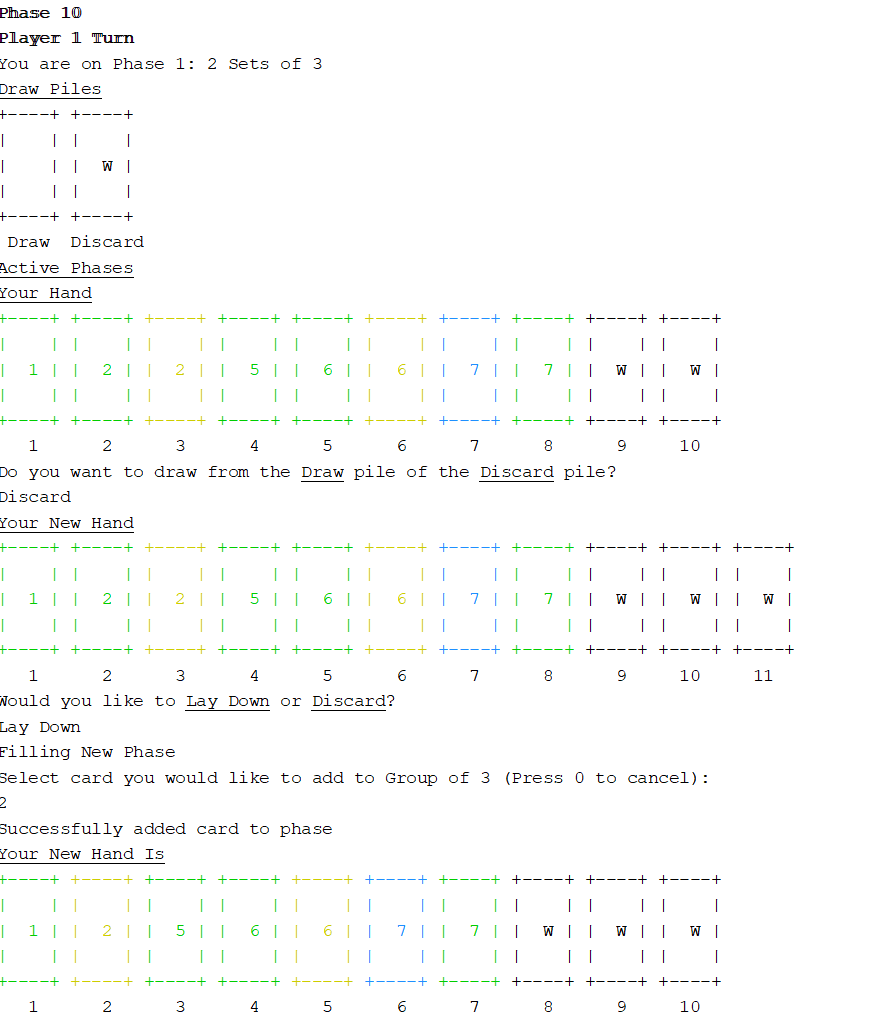 Phase 10
Player 1 Turn
You are on Phase 1: 2 Sets of 3
Draw Piles
+----+ +----+
|    | |    |
|    | |  W |
|    | |    |
+----+ +----+
 Draw  Discard
Active Phases
Your Hand
+----+ +----+ +----+ +----+ +----+ +----+ +----+ +----+ +----+ +----+
|    | |    | |    | |    | |    | |    | |    | |    | |    | |    |
|  1 | |  2 | |  2 | |  5 | |  6 | |  6 | |  7 | |  7 | |  W | |  W |
|    | |    | |    | |    | |    | |    | |    | |    | |    | |    |
+----+ +----+ +----+ +----+ +----+ +----+ +----+ +----+ +----+ +----+
   1      2      3      4      5      6      7      8      9     10
Do you want to draw from the Draw pile of the Discard pile?
Discard
Your New Hand
+----+ +----+ +----+ +----+ +----+ +----+ +----+ +----+ +----+ +----+ +----+
|    | |    | |    | |    | |    | |    | |    | |    | |    | |    | |    |
|  1 | |  2 | |  2 | |  5 | |  6 | |  6 | |  7 | |  7 | |  W | |  W | |  W |
|    | |    | |    | |    | |    | |    | |    | |    | |    | |    | |    |
+----+ +----+ +----+ +----+ +----+ +----+ +----+ +----+ +----+ +----+ +----+
   1      2      3      4      5      6      7      8      9     10     11
Would you like to Lay Down or Discard?
Lay Down
Filling New Phase
Select card you would like to add to Group of 3 (Press 0 to cancel):
2
Successfully added card to phase
Your New Hand Is
+----+ +----+ +----+ +----+ +----+ +----+ +----+ +----+ +----+ +----+
|    | |    | |    | |    | |    | |    | |    | |    | |    | |    |
|  1 | |  2 | |  5 | |  6 | |  6 | |  7 | |  7 | |  W | |  W | |  W |
|    | |    | |    | |    | |    | |    | |    | |    | |    | |    |
+----+ +----+ +----+ +----+ +----+ +----+ +----+ +----+ +----+ +----+
   1      2      3      4      5      6      7      8      9     10